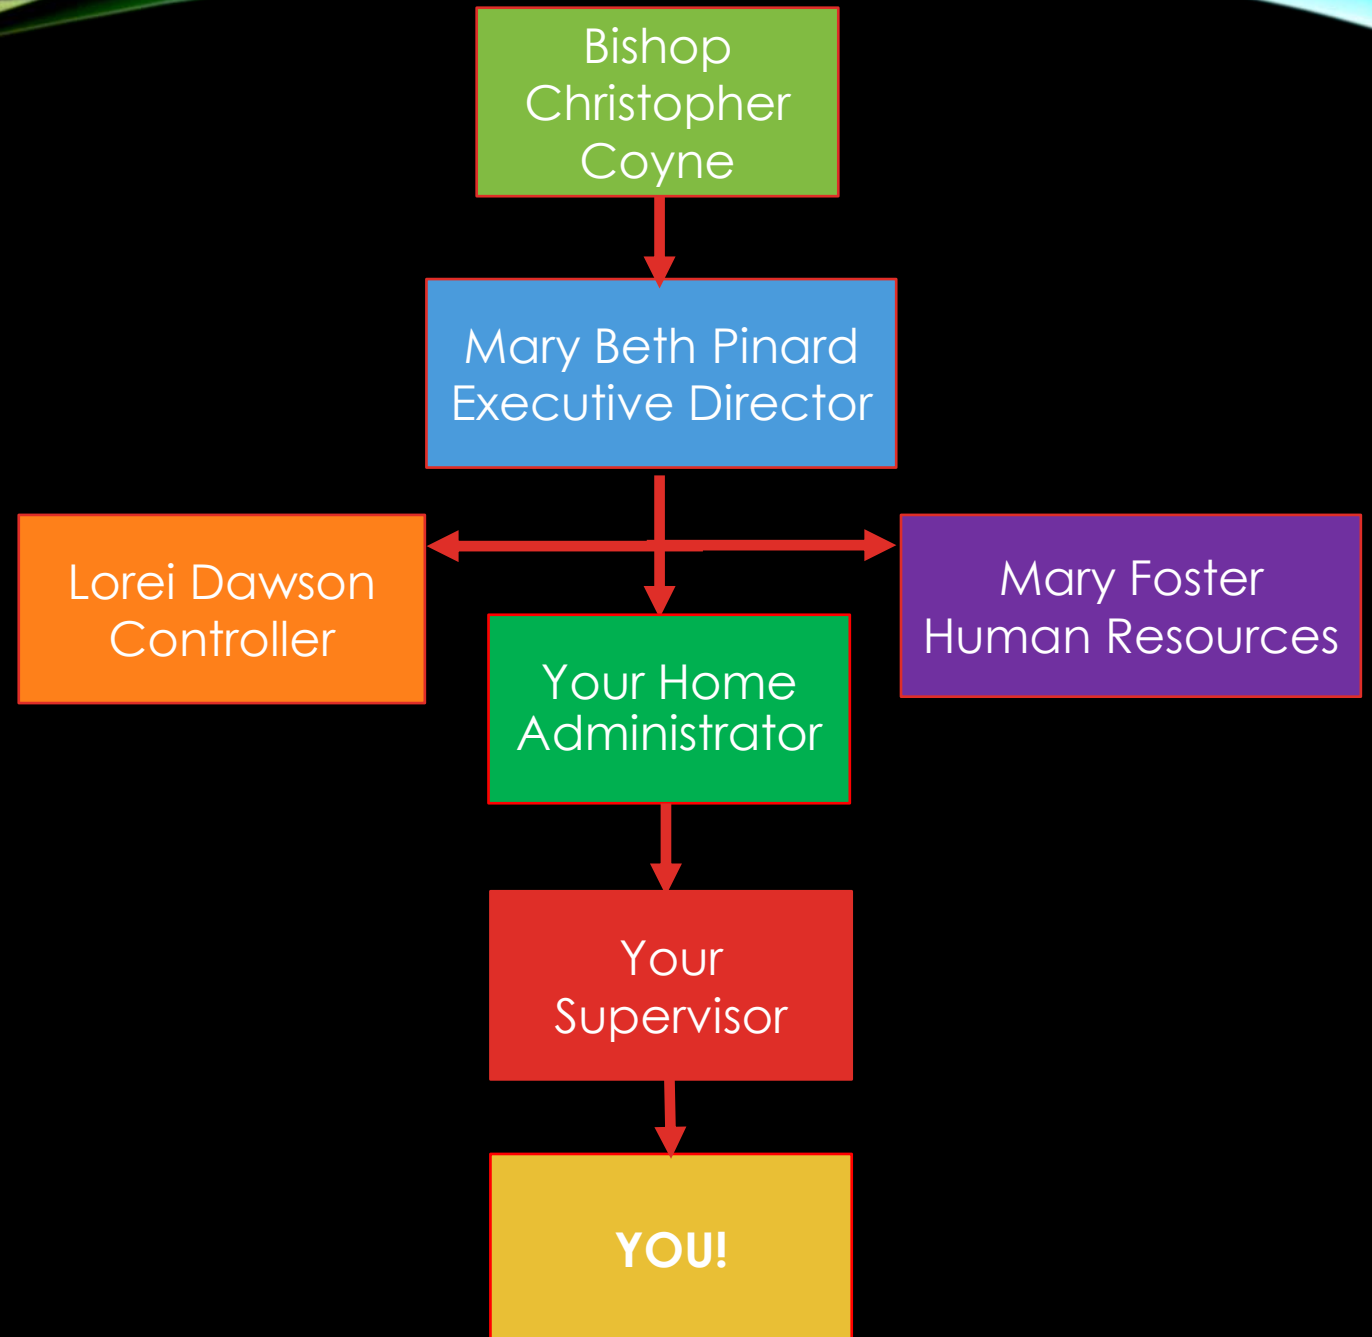 Bishop
Christopher
Coyne
Mary Beth Pinard
Executive Director
Lorei Dawson
Controller
Your Home
Administrator
Mary Foster
Human Resources
Your
Supervisor
YOU!